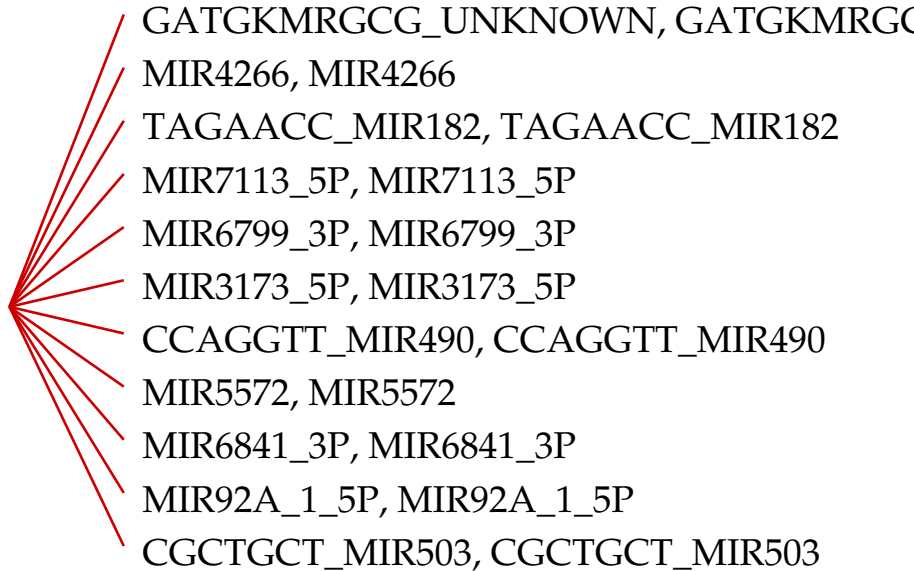 GATGKMRGCG_UNKNOWN, GATGKMRGC
MIR4266, MIR4266
TAGAACC_MIR182, TAGAACC_MIR182
MIR7113_5P, MIR7113_5P
MIR6799_3P, MIR6799_3P
MIR3173_5P, MIR3173_5P
CCAGGTT_MIR490, CCAGGTT_MIR490
MIR5572, MIR5572
MIR6841_3P, MIR6841_3P
MIR92A_1_5P, MIR92A_1_5P
CGCTGCT_MIR503, CGCTGCT_MIR503